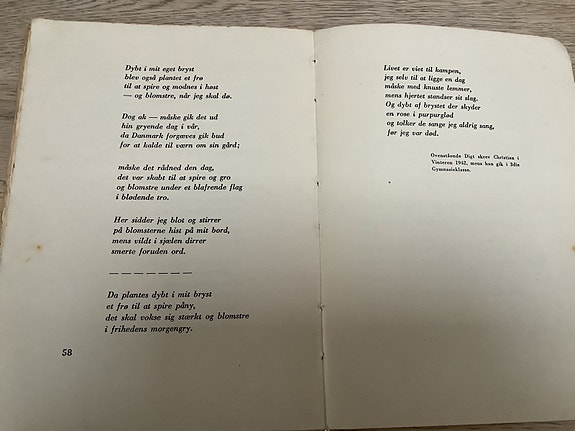 Dybt i mit eget bryst
blev også plantet et frø
til at spire og modnes i høst
— og blomstre, når jeg skal dø.
Dog ak — måske gik det ud
hin gryende dag i vår,
da Danmark forgæves gik bud
for at kalde til værn om sin gård;
måske det rådned den dag,
det var skabt til at spire og gro
og blomstre under et blafrende flag
i blødende tro.
Her sidder jeg blot og stirrer
på blomsterne hist på mit bord,
mens vildt i sjælen dirrer
smerte foruden ord.
— — — — — — —
Da plantes dybt i mit bryst
et frø til at spire påny,
det skal vokse sig stærkt og blomstre
i frihedens morgengry.
58
Livet er viet til kampen,
jeg selv til at ligge en dag
måske med knuste lemmer,
mens hjertet standser sit slag.
Og dybt af brystet der skyder
en rose i purpurglød
og tolker de sange jeg aldrig sang,
før jeg var død.
Ovenstående Digt skrev Christian i
Vinteren 1942, mens han gik i 3die
Gymnasieklasse.